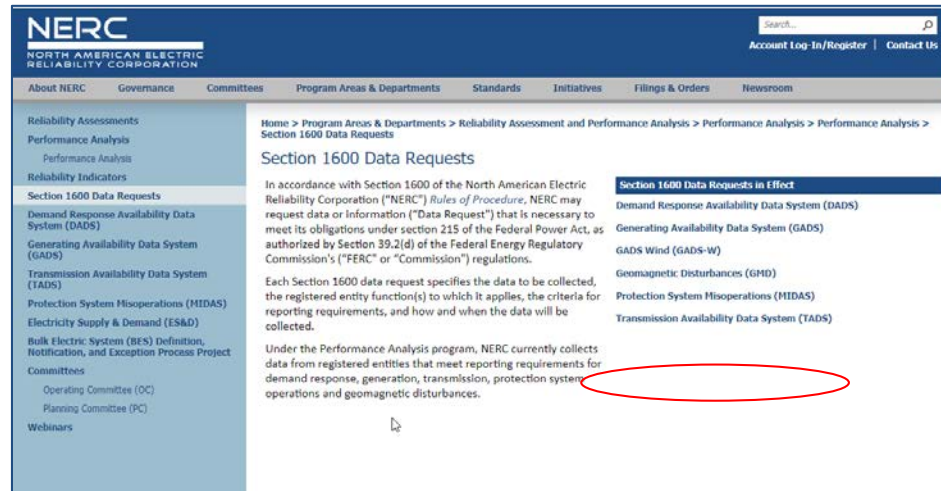 NERC
NORTH AMERICAN ELECTRIC
RELIABILITY CORPORATION
Search...
Account Log-In/Register | Contact Us
About NERC Governance Committees Program Areas & Departments Standards Initiatives Filings & Orders Newsroom
Reliability Assessments
Performance Analysis
Performance Analysis
Reliability Indicators
Section 1600 Data Requests
Demand Response Availability Data
System (DADS)
Generating Availability Data System
(GADS)
Transmission Availability Data System
(TADS)
Protection System Misoperations (MIDAS)
Electricity Supply & Demand (ES&D)
Bulk Electric System (BES) Definition,
Notification, and Exception Process Project
Committees
Operating Committee (OC)
Planning Committee (PC)
Webinars
Home > Program Areas & Departments > Reliability Assessment and Performance Analysis > Performance Analysis > Performance Analysis >
Section 1600 Data Requests
Section 1600 Data Requests
In accordance with Section 1600 of the North American Electric
Reliability Corporation ("NERC") Rules of Procedure, NERC may
request data or information ("Data Request") that is necessary to
meet its obligations under section 215 of the Federal Power Act, as
authorized by Section 39.2(d) of the Federal Energy Regulatory
Commission's ("FERC" or "Commission") regulations.
Each Section 1600 data request specifies the data to be collected,
the registered entity function(s) to which it applies, the criteria for
reporting requirements, and how and when the data will be
collected.
Under the Performance Analysis program, NERC currently collects
data from registered entities that meet reporting requirements for
demand response, generation, transmission, protection system
operations and geomagnetic disturbances.
Section 1600 Data Requests in Effect
Demand Response Availability Data System (DADS)
Generating Availability Data System (GADS)
GADS Wind (GADS-W)
Geomagnetic Disturbances (GMD)
Protection System Misoperations (MIDAS)
Transmission Availability Data System (TADS)